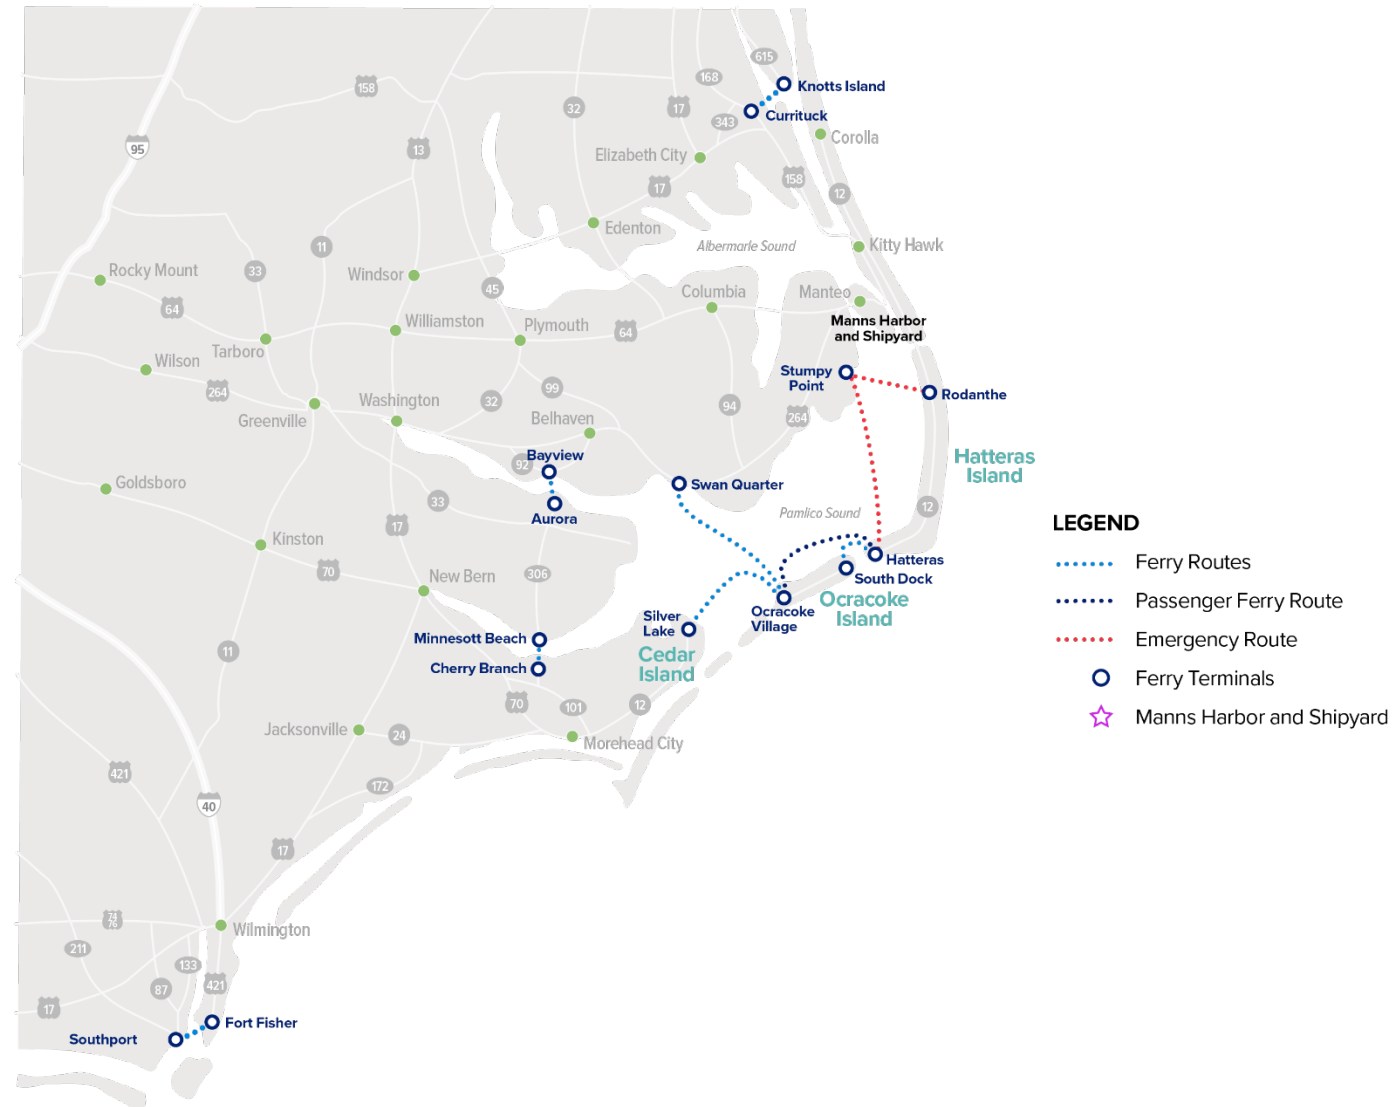 615
168
Knotts Island
158
32
17
Currituck
343
Corolla
95
13
Elizabeth City
158
17
12
Edenton
11
Albermarle Sound
Kitty Hawk
Rocky Mount
33
Windsor
45
Columbia
Manteo
64
Williamston
Plymouth
64
Manns Harbor
and Shipyard
Tarboro
Wilson
Stumpy
Point
264
99
Rodanthe
Washington
32
94
264
Greenville
Belhaven
Bayview
92
Hatteras
Island
Goldsboro
Swan Quarter
33
12
Pamlico Sound
Aurora
17
Kinston
70
306
Hatteras
New Bern
South Dock
Ocracoke
Island
Ocracoke
Village
Silver
Lake
Minnesott Beach
Cedar
Island
11
Cherry Branch
70
101
12
Jacksonville
24
Morehead City
421
172
40
17
74
76
Wilmington
211
133
87
421
17
Fort Fisher
Southport
LEGEND
Ferry Routes
Passenger Ferry Route
Emergency Route
Ferry Terminals
Manns Harbor and Shipyard